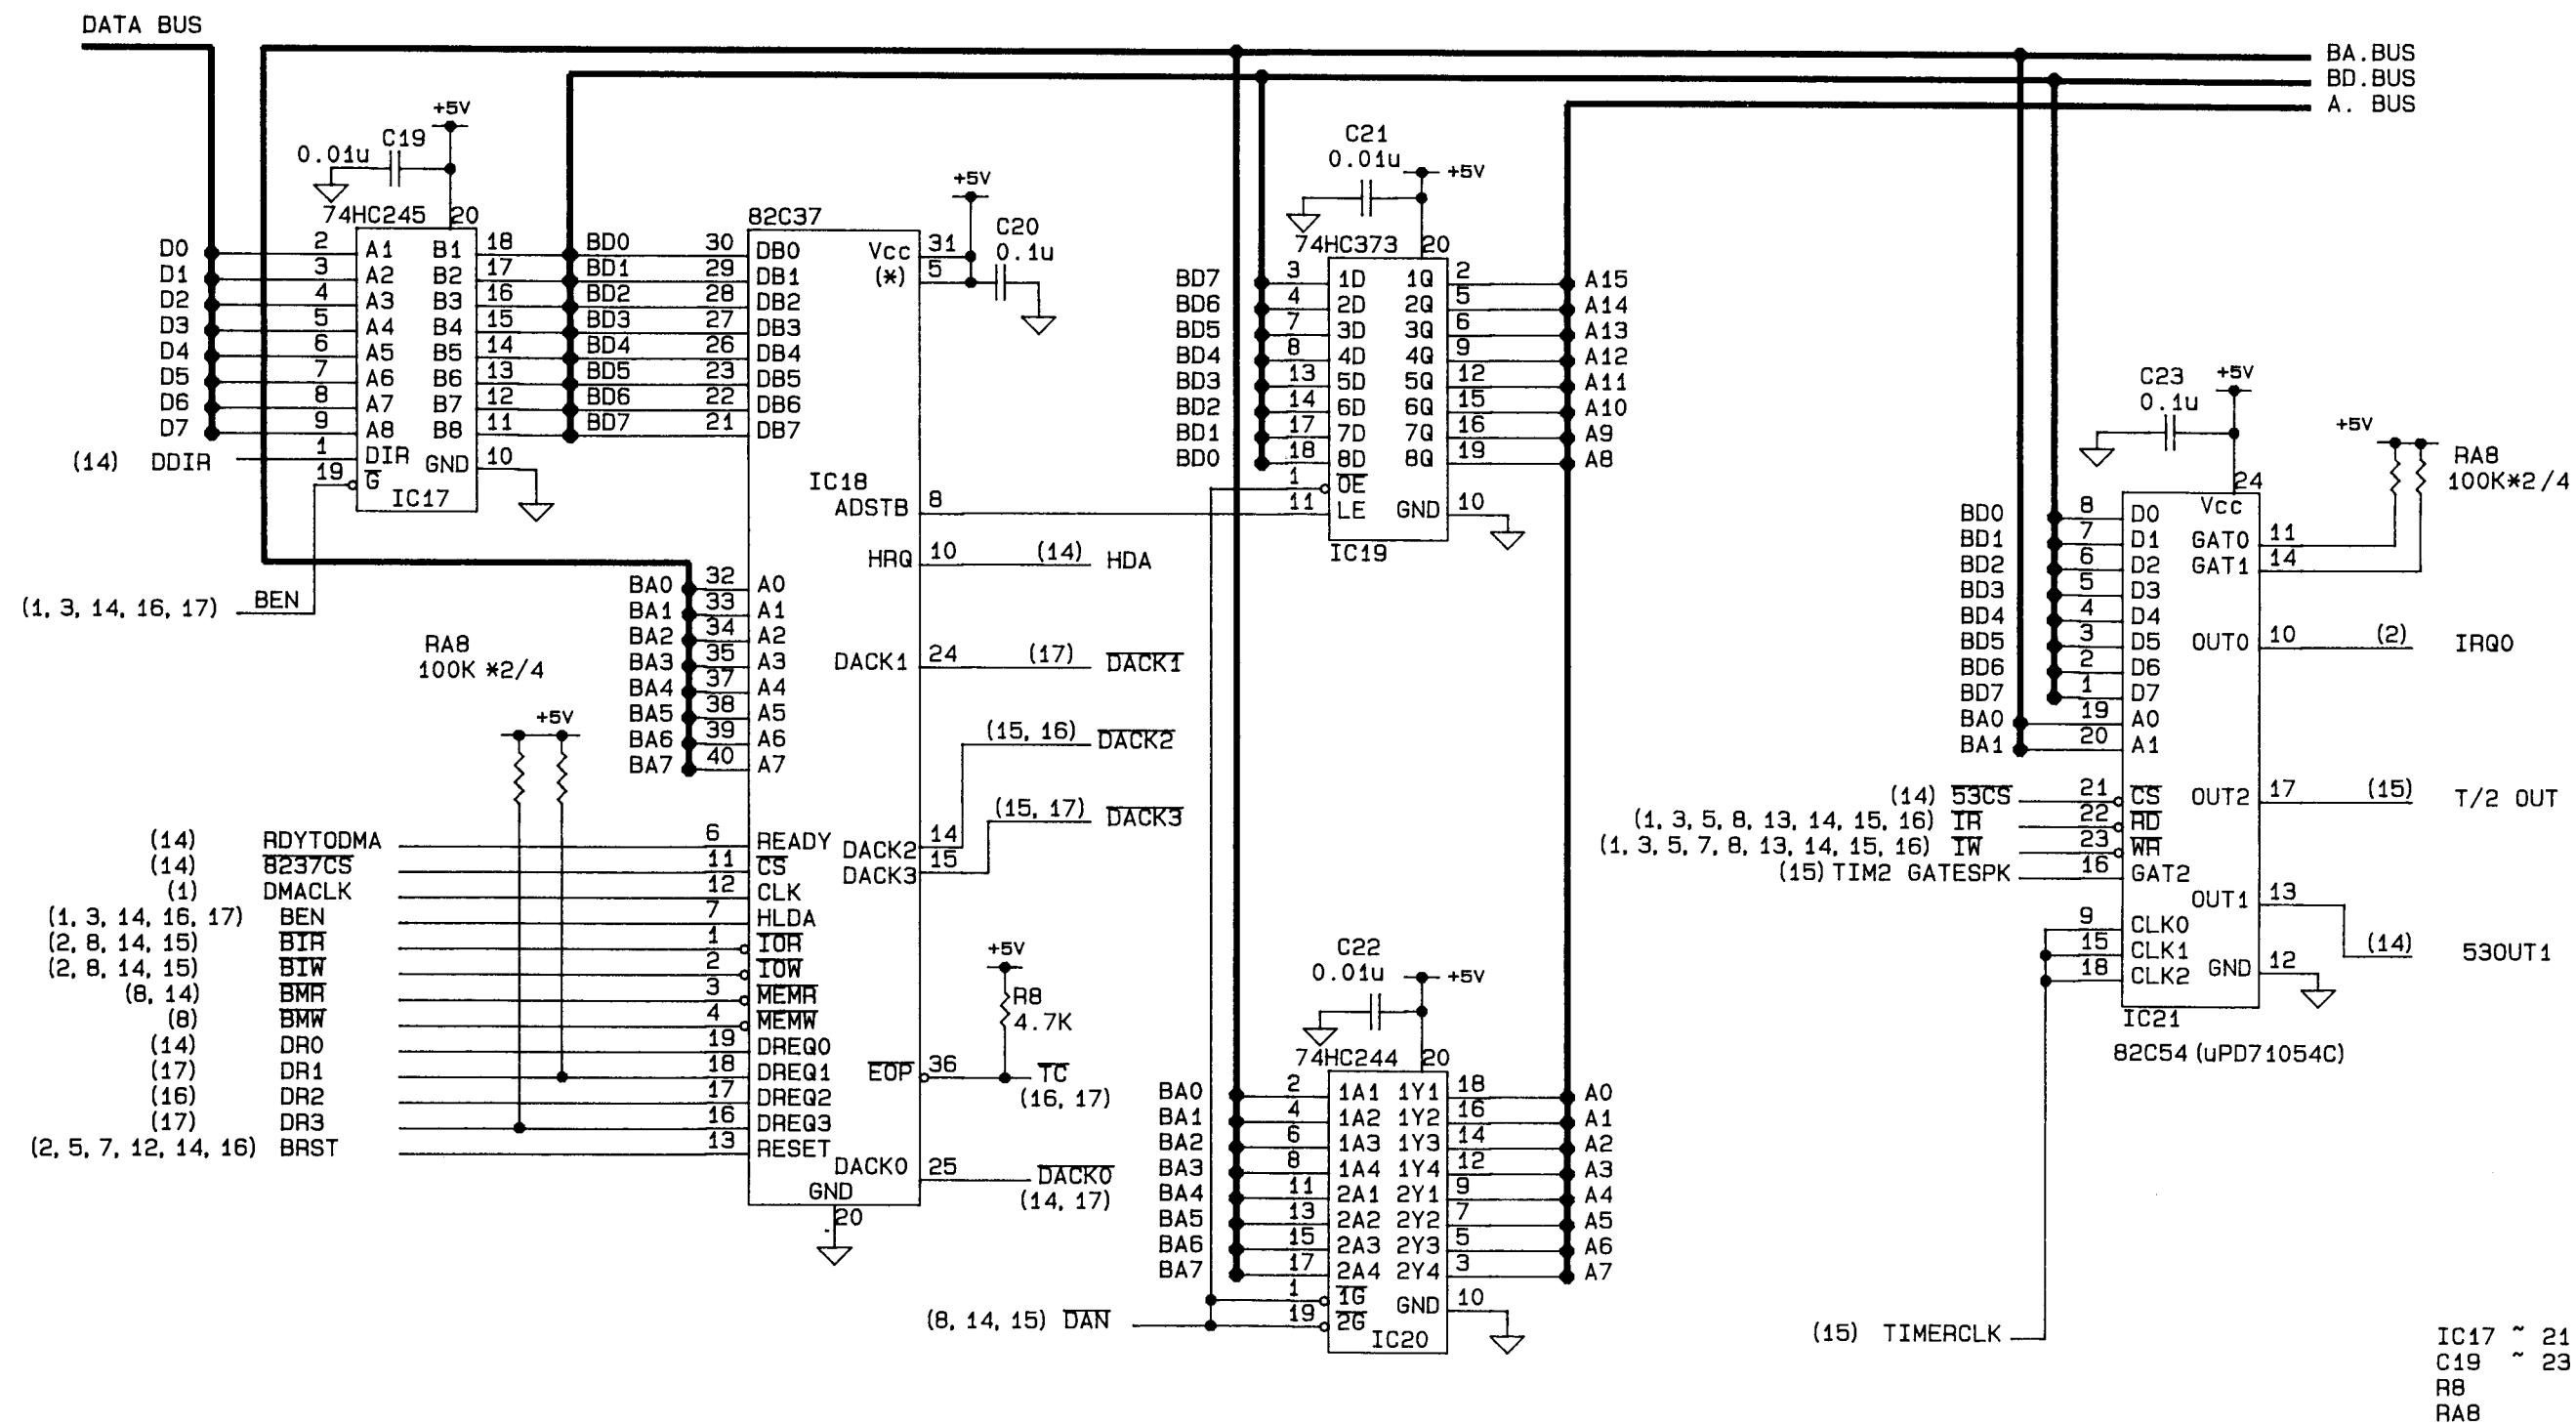 DATA BUS
BA.BUS
BD.BUS
A. BUS
+5V
C19
0.01u
74HC245
20
D0 2 A1 B1 18 BD0
D1 3 A2 B2 17 BD1
D2 4 A3 B3 16 BD2
D3 5 A4 B4 15 BD3
D4 6 A5 B5 14 BD4
D5 7 A6 B6 13 BD5
D6 8 A7 B7 12 BD6
D7 9 A8 B8 11 BD7
(14) DDIR 1 DIR GND 10
19 G
IC17
(1, 3, 14, 16, 17) BEN
82C37
+5V
C20
0.1u
30 DB0 Vcc 31
29 DB1 (*) 5
28 DB2
27 DB3
26 DB4
23 DB5
22 DB6
21 DB7
IC18
ADSTB 8
HRQ 10 (14) HDA
BA0 32 A0
BA1 33 A1
BA2 34 A2
BA3 35 A3
BA4 37 A4
BA5 38 A5
BA6 39 A6
BA7 40 A7
DACK1 24 (17) DACK1
(15, 16) DACK2
(15, 17) DACK3
DACK2 14
DACK3 15
RA8
100K *2/4
+5V
(14) RDYTODMA 6 READY
(14) 8237CS 11 CS
(1) DMACLK 12 CLK
(1, 3, 14, 16, 17) BEN 7 HLDA
(2, 8, 14, 15) BIR 1 IOR
(2, 8, 14, 15) BIW 2 IOW
(8, 14) BMR 3 MEMR
(8) BMW 4 MEMW
(14) DR0 19 DREQ0
(17) DR1 18 DREQ1
(16) DR2 17 DREQ2
(17) DR3 16 DREQ3
(2, 5, 7, 12, 14, 16) BRST 13 RESET
+5V
R8
4.7K
EOP 36 TC
(16, 17)
DACK0 25 DACK0
(14, 17)
GND
20
C21
0.01u
+5V
74HC373
20
BD7 3 1D 1Q 2 A15
BD6 4 2D 2Q 5 A14
BD5 7 3D 3Q 6 A13
BD4 8 4D 4Q 9 A12
BD3 13 5D 5Q 12 A11
BD2 14 6D 6Q 15 A10
BD1 17 7D 7Q 16 A9
BD0 18 8D 8Q 19 A8
1 OE
11 LE GND 10
IC19
C22
0.01u
+5V
74HC244
20
BA0 2 1A1 1Y1 18 A0
BA1 4 1A2 1Y2 16 A1
BA2 6 1A3 1Y3 14 A2
BA3 8 1A4 1Y4 12 A3
BA4 11 2A1 2Y1 9 A4
BA5 13 2A2 2Y2 7 A5
BA6 15 2A3 2Y3 5 A6
BA7 17 2A4 2Y4 3 A7
1 1G GND 10
(8, 14, 15) DAN 19 2G
IC20
C23
0.1u
+5V
+5V
RA8
100K*2/4
24
Vcc
BD0 8 D0
BD1 7 D1 GAT0 11
BD2 6 D2 GAT1 14
BD3 5 D3
BD4 4 D4
BD5 3 D5 OUT0 10 (2) IRQ0
BD6 2 D6
BD7 1 D7
BA0 19 A0
BA1 20 A1
(14) 53CS 21 CS OUT2 17 (15) T/2 OUT
(1, 3, 5, 8, 13, 14, 15, 16) IR 22 RD
(1, 3, 5, 7, 8, 13, 14, 15, 16) IW 23 WR
(15) TIM2 GATESPK 16 GAT2
OUT1 13
9 CLK0
15 CLK1 (14) 53OUT1
18 CLK2 GND 12
IC21
82C54 (uPD71054C)
(15) TIMERCLK
IC17 ~ 21
C19 ~ 23
R8
RA8